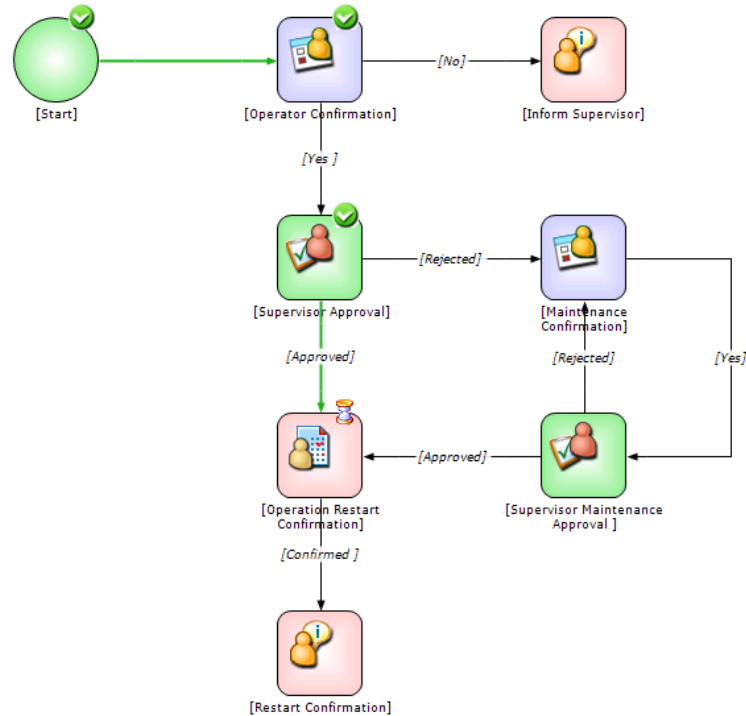 [No]
[Start]
[Operator Confirmation]
[Inform Supervisor]
[Yes ]
[Rejected]
[Supervisor Approval]
[Maintenance
Confirmation]
[Approved]
[Rejected]
[Yes]
[Approved]
[Operation Restart
Confirmation]
[Supervisor Maintenance
Approval ]
[Confirmed ]
[Restart Confirmation]